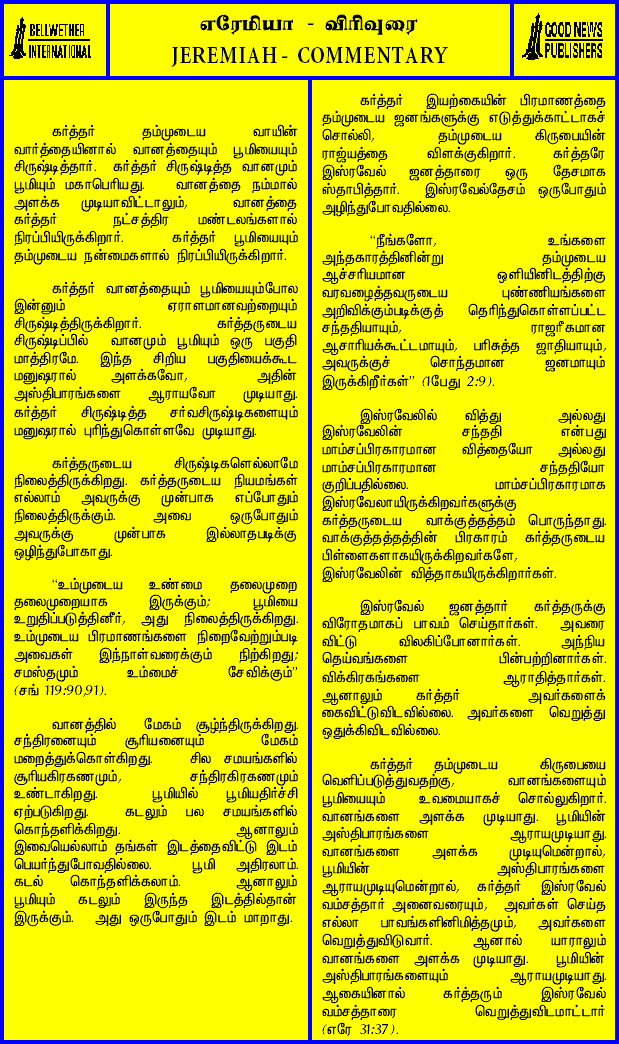 BELLWETHER
INTERNATIONAL
எரேமியா - விரிவுரை
JEREMIAH - COMMENTARY
GOOD NEWS
PUBLISHERS
கர்த்தர் தம்முடைய வாயின்
வார்த்தையினால் வானத்தையும் பூமியையும்
சிருஷ்டித்தார். கர்த்தர் சிருஷ்டித்த வானமும்
பூமியும் மகாபெரியது. வானத்தை நம்மால்
அளக்க முடியாவிட்டாலும், வானத்தை
கர்த்தர் நட்சத்திர மண்டலங்களால்
நிரப்பியிருக்கிறார். கர்த்தர் பூமியையும்
தம்முடைய நன்மைகளால் நிரப்பியிருக்கிறார்.
கர்த்தர் வானத்தையும் பூமியையும்போல
இன்னும் ஏராளமானவற்றையும்
சிருஷ்டித்திருக்கிறார். கர்த்தருடைய
சிருஷ்டிப்பில் வானமும் பூமியும் ஒரு பகுதி
மாத்திரமே. இந்த சிறிய பகுதியைக்கூட
மனுஷரால் அளக்கவோ, அதின்
அஸ்திபாரங்களை ஆராயவோ முடியாது.
கர்த்தர் சிருஷ்டித்த சர்வசிருஷ்டிகளையும்
மனுஷரால் புரிந்துகொள்ளவே முடியாது.
கர்த்தருடைய சிருஷ்டிகளெல்லாமே
நிலைத்திருக்கிறது. கர்த்தருடைய நியமங்கள்
எல்லாம் அவருக்கு முன்பாக எப்போதும்
நிலைத்திருக்கும். அவை ஒருபோதும்
அவருக்கு முன்பாக இல்லாதபடிக்கு
ஒழிந்துபோகாது.
“உம்முடைய உண்மை தலைமுறை
தலைமுறையாக இருக்கும்; பூமியை
உறுதிப்படுத்தினீர், அது நிலைத்திருக்கிறது.
உம்முடைய பிரமாணங்களை நிறைவேற்றும்படி
அவைகள் இந்நாள்வரைக்கும் நிற்கிறது;
சமஸ்தமும் உம்மைச் சேவிக்கும்”
(சங் 119:90,91).
வானத்தில் மேகம் சூழ்ந்திருக்கிறது.
சந்திரனையும் சூரியனையும் மேகம்
மறைத்துக்கொள்கிறது. சில சமயங்களில்
சூரியகிரகணமும், சந்திரகிரகணமும்
உண்டாகிறது. பூமியில் பூமியதிர்ச்சி
ஏற்படுகிறது. கடலும் பல சமயங்களில்
கொந்தளிக்கிறது. ஆனாலும்
இவையெல்லாம் தங்கள் இடத்தைவிட்டு இடம்
பெயர்ந்துபோவதில்லை. பூமி அதிரலாம்.
கடல் கொந்தளிக்கலாம். ஆனாலும்
பூமியும் கடலும் இருந்த இடத்தில்தான்
இருக்கும். அது ஒருபோதும் இடம் மாறாது.
கர்த்தர் இயற்கையின் பிரமாணத்தை
தம்முடைய ஜனங்களுக்கு எடுத்துக்காட்டாகச்
சொல்லி, தம்முடைய கிருபையின்
ராஜ்யத்தை விளக்குகிறார். கர்த்தரே
இஸ்ரவேல் ஜனத்தாரை ஒரு தேசமாக
ஸ்தாபித்தார். இஸ்ரவேல்தேசம் ஒருபோதும்
அழிந்துபோவதில்லை.
“நீங்களோ, உங்களை
அந்தகாரத்தினின்று தம்முடைய
ஆச்சரியமான ஒளியினிடத்திற்கு
வரவழைத்தவருடைய புண்ணியங்களை
அறிவிக்கும்படிக்குத் தெரிந்துகொள்ளப்பட்ட
சந்ததியாயும், ராஜரீகமான
ஆசாரியக்கூட்டமாயும், பரிசுத்த ஜாதியாயும்,
அவருக்குச் சொந்தமான ஜனமாயும்
இருக்கிறீர்கள்” (1பேது 2:9).
இஸ்ரவேலில் வித்து அல்லது
இஸ்ரவேலின் சந்ததி என்பது
மாம்சப்பிரகாரமான வித்தையோ அல்லது
மாம்சப்பிரகாரமான சந்ததியோ
குறிப்பதில்லை. மாம்சப்பிரகாரமாக
இஸ்ரவேலாயிருக்கிறவர்களுக்கு
கர்த்தருடைய வாக்குத்தத்தம் பொருந்தாது.
வாக்குத்தத்தத்தின் பிரகாரம் கர்த்தருடைய
பிள்ளைகளாகயிருக்கிறவர்களே,
இஸ்ரவேலின் வித்தாகயிருக்கிறார்கள்.
இஸ்ரவேல் ஜனத்தார் கர்த்தருக்கு
விரோதமாகப் பாவம் செய்தார்கள். அவரை
விட்டு விலகிப்போனார்கள். அந்நிய
தெய்வங்களை பின்பற்றினார்கள்.
விக்கிரகங்களை ஆராதித்தார்கள்.
ஆனாலும் கர்த்தர் அவர்களைக்
கைவிட்டுவிடவில்லை. அவர்களை வெறுத்து
ஒதுக்கிவிடவில்லை.
கர்த்தர் தம்முடைய கிருபையை
வெளிப்படுத்துவதற்கு, வானங்களையும்
பூமியையும் உவமையாகச் சொல்லுகிறார்.
வானங்களை அளக்க முடியாது. பூமியின்
அஸ்திபாரங்களை ஆராயமுடியாது.
வானங்களை அளக்க முடியுமென்றால்,
பூமியின் அஸ்திபாரங்களை
ஆராயமுடியுமென்றால், கர்த்தர் இஸ்ரவேல்
வம்சத்தார் அனைவரையும், அவர்கள் செய்த
எல்லா பாவங்களினிமித்தமும், அவர்களை
வெறுத்துவிடுவார். ஆனால் யாராலும்
வானங்களை அளக்க முடியாது. பூமியின்
அஸ்திபாரங்களையும் ஆராயமுடியாது.
ஆகையினால் கர்த்தரும் இஸ்ரவேல்
வம்சத்தாரை வெறுத்துவிடமாட்டார்
(எரே 31:37).